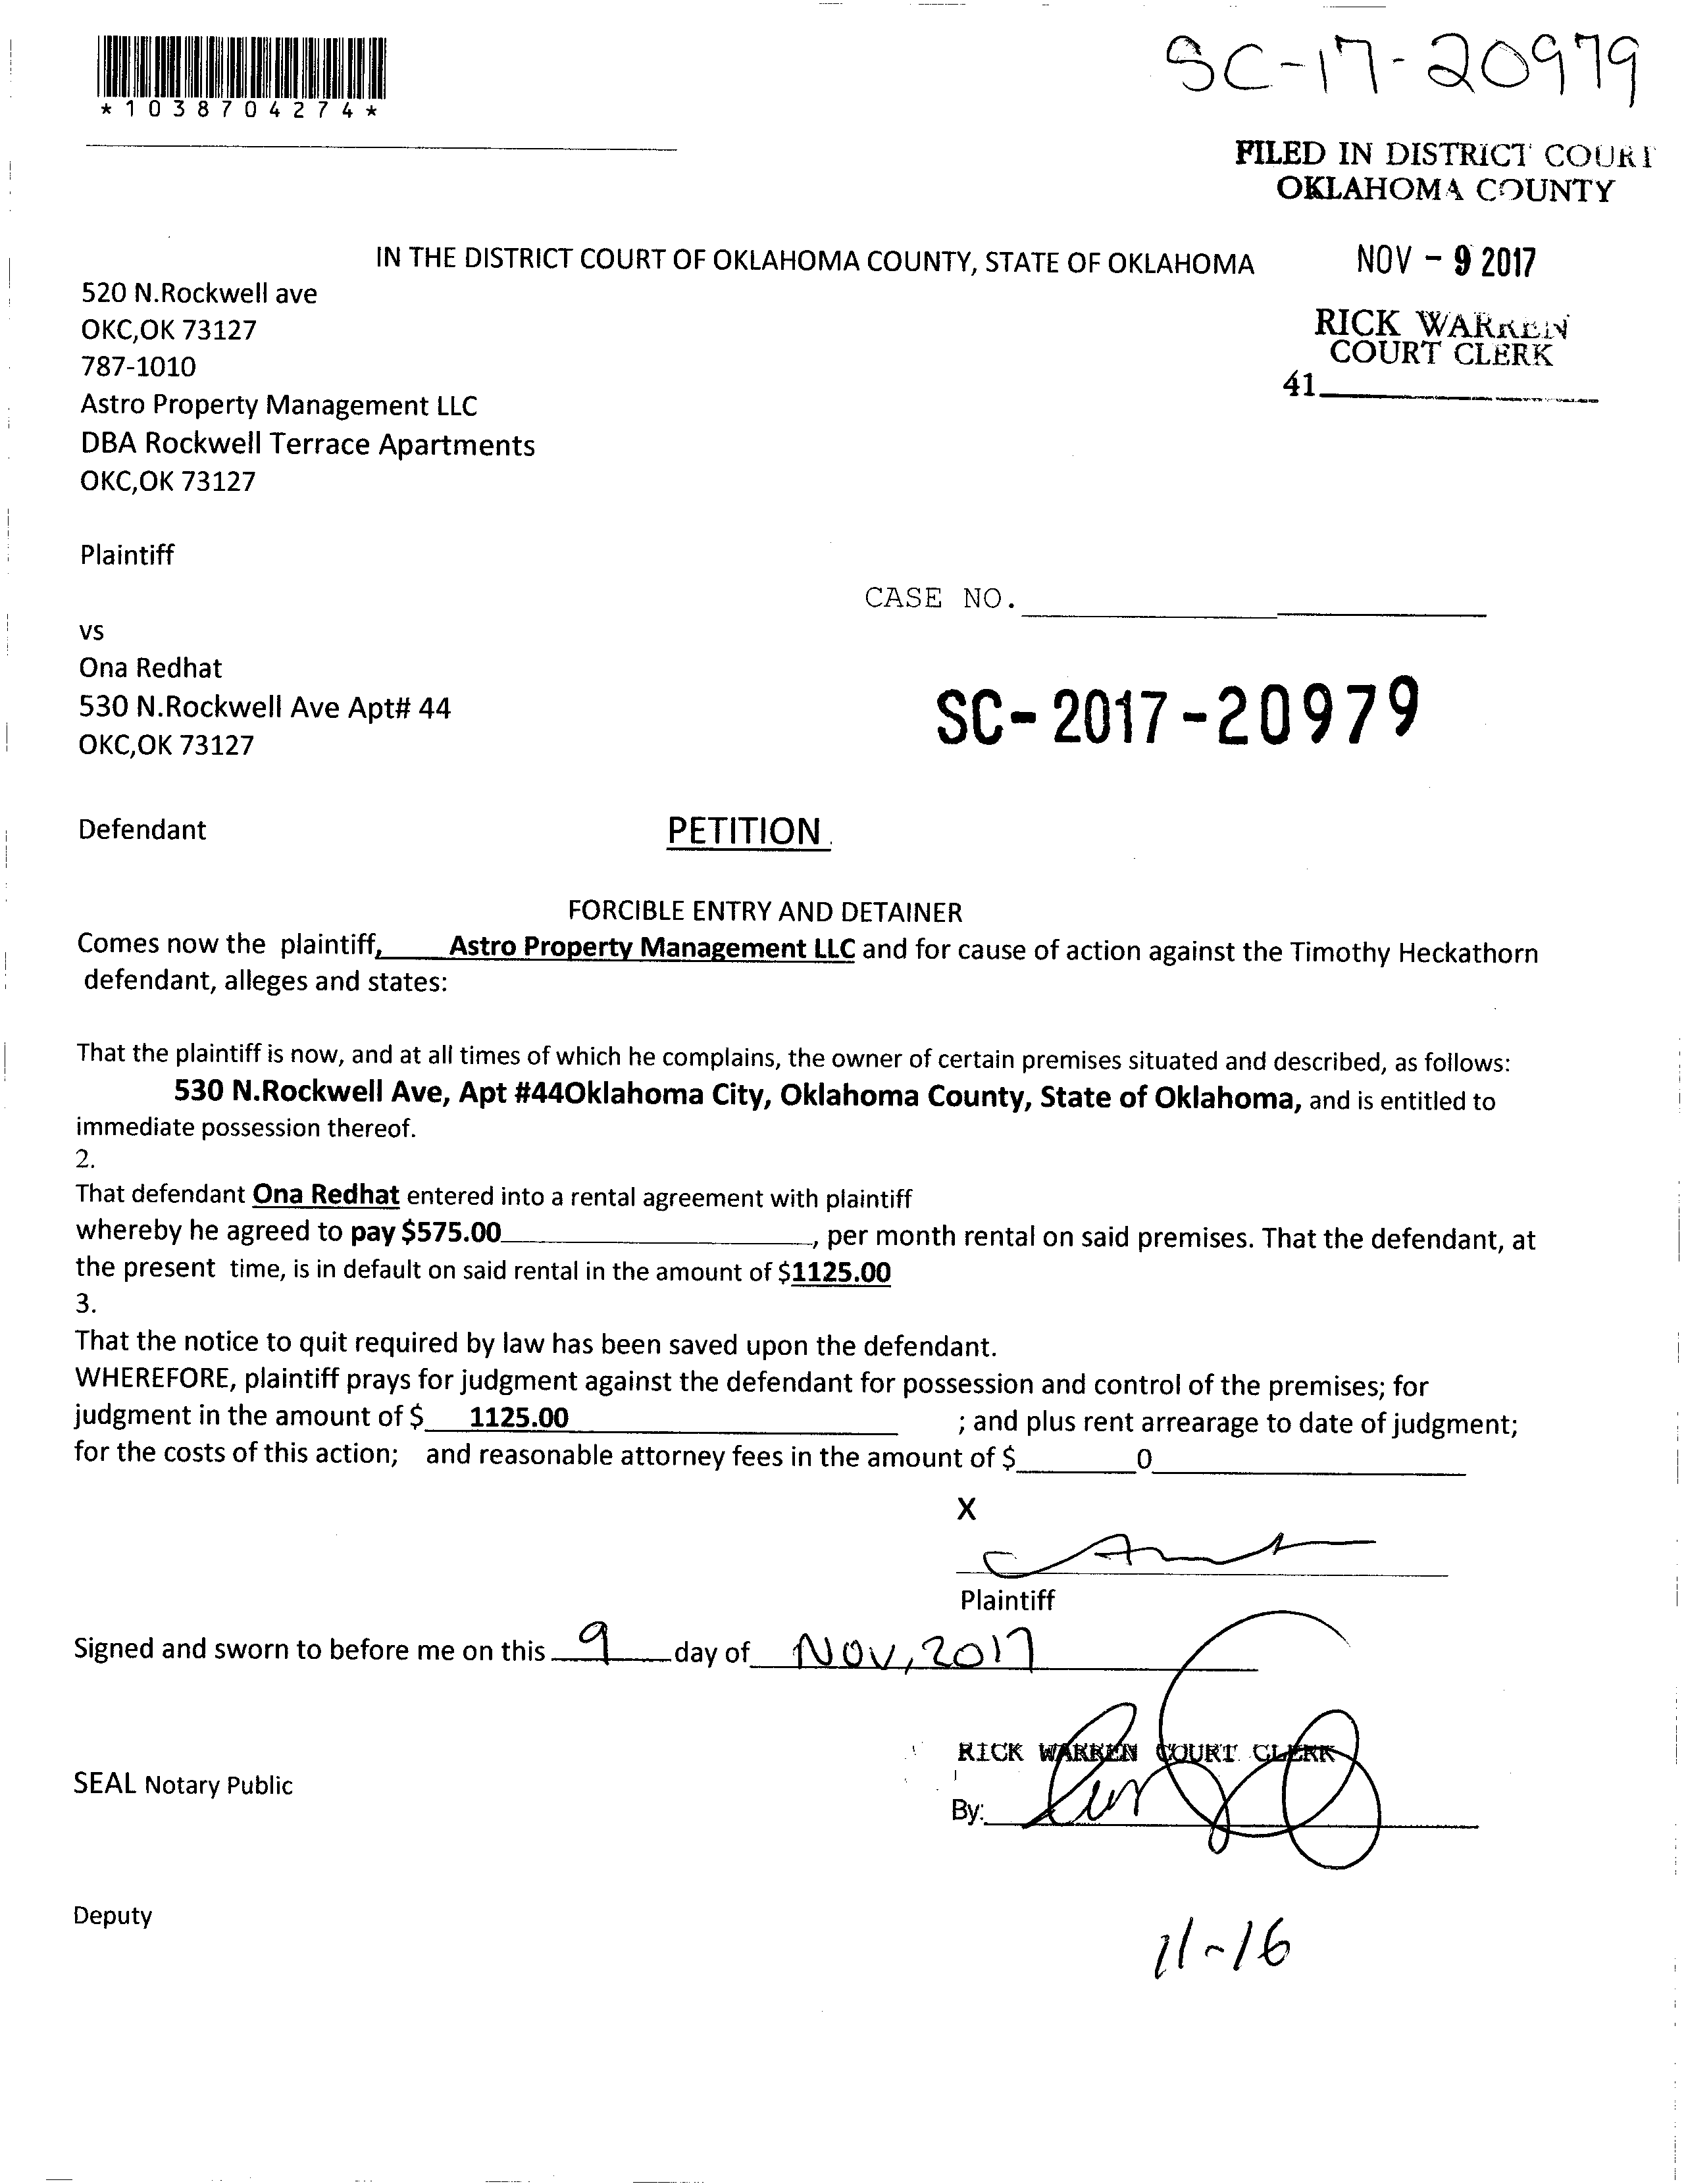 *1038704274*
SC-17-20979
FILED IN DISTRICT COURT
OKLAHOMA COUNTY
IN THE DISTRICT COURT OF OKLAHOMA COUNTY, STATE OF OKLAHOMA
NOV - 9 2017
520 N.Rockwell ave
OKC,OK 73127
RICK WARREN
COURT CLERK
787-1010
41
Astro Property Management LLC
DBA Rockwell Terrace Apartments
OKC,OK 73127
Plaintiff
CASE NO.
vs
Ona Redhat
530 N.Rockwell Ave Apt# 44
SC-2017-20979
OKC,OK 73127
Defendant
PETITION
FORCIBLE ENTRY AND DETAINER
Comes now the plaintiff, Astro Property Management LLC and for cause of action against the Timothy Heckathorn
defendant, alleges and states:
That the plaintiff is now, and at all times of which he complains, the owner of certain premises situated and described, as follows:
530 N.Rockwell Ave, Apt #44Oklahoma City, Oklahoma County, State of Oklahoma, and is entitled to
immediate possession thereof.
2.
That defendant Ona Redhat entered into a rental agreement with plaintiff
whereby he agreed to pay $575.00, per month rental on said premises. That the defendant, at
the present time, is in default on said rental in the amount of $1125.00
3.
That the notice to quit required by law has been saved upon the defendant.
WHEREFORE, plaintiff prays for judgment against the defendant for possession and control of the premises; for
judgment in the amount of $ 1125.00 ; and plus rent arrearage to date of judgment;
for the costs of this action; and reasonable attorney fees in the amount of $ 0
X
Plaintiff
Signed and sworn to before me on this 9 day of NOV, 2017
RICK WARREN COURT CLERK
SEAL Notary Public
By:
Deputy
11-16